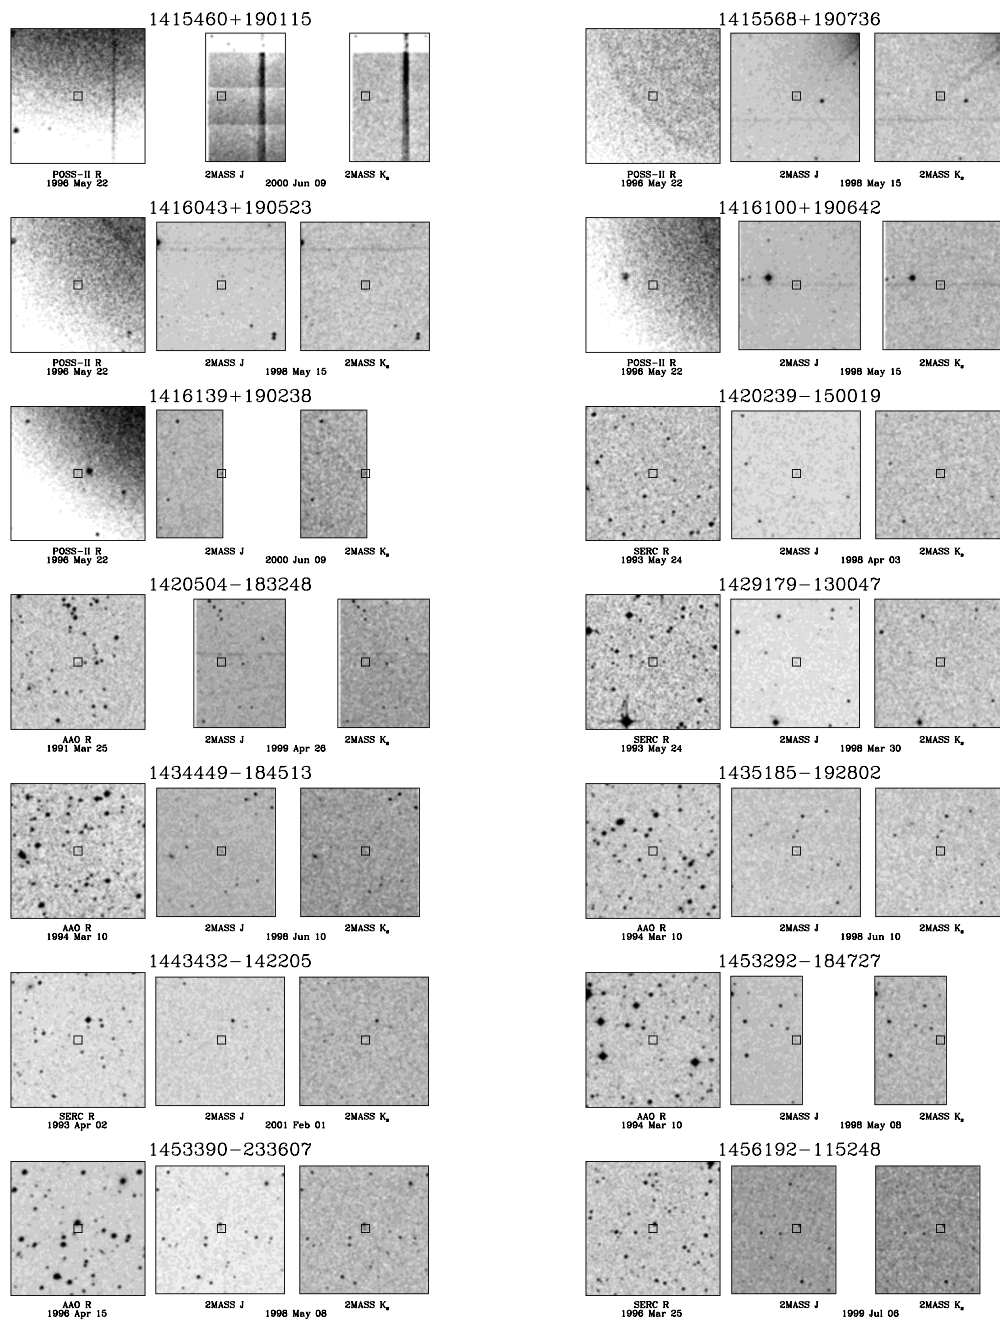 1415460+190115
POSS-II R
1996 May 22
2MASS J
2000 Jun 09
2MASS Ks
1415568+190736
POSS-II R
1996 May 22
2MASS J
1998 May 15
2MASS Ks
1416043+190523
POSS-II R
1996 May 22
2MASS J
1998 May 15
2MASS Ks
1416100+190642
POSS-II R
1996 May 22
2MASS J
1998 May 15
2MASS Ks
1416139+190238
POSS-II R
1996 May 22
2MASS J
2000 Jun 09
2MASS Ks
1420239−150019
SERC R
1993 May 24
2MASS J
1998 Apr 03
2MASS Ks
1420504−183248
AAO R
1991 Mar 25
2MASS J
1999 Apr 26
2MASS Ks
1429179−130047
SERC R
1993 May 24
2MASS J
1998 Mar 30
2MASS Ks
1434449−184513
AAO R
1994 Mar 10
2MASS J
1998 Jun 10
2MASS Ks
1435185−192802
AAO R
1994 Mar 10
2MASS J
1998 Jun 10
2MASS Ks
1443432−142205
SERC R
1993 Apr 02
2MASS J
2001 Feb 01
2MASS Ks
1453292−184727
AAO R
1994 Mar 10
2MASS J
1998 May 08
2MASS Ks
1453390−233607
AAO R
1996 Apr 15
2MASS J
1998 May 08
2MASS Ks
1456192−115248
SERC R
1996 Mar 25
2MASS J
1999 Jul 06
2MASS Ks